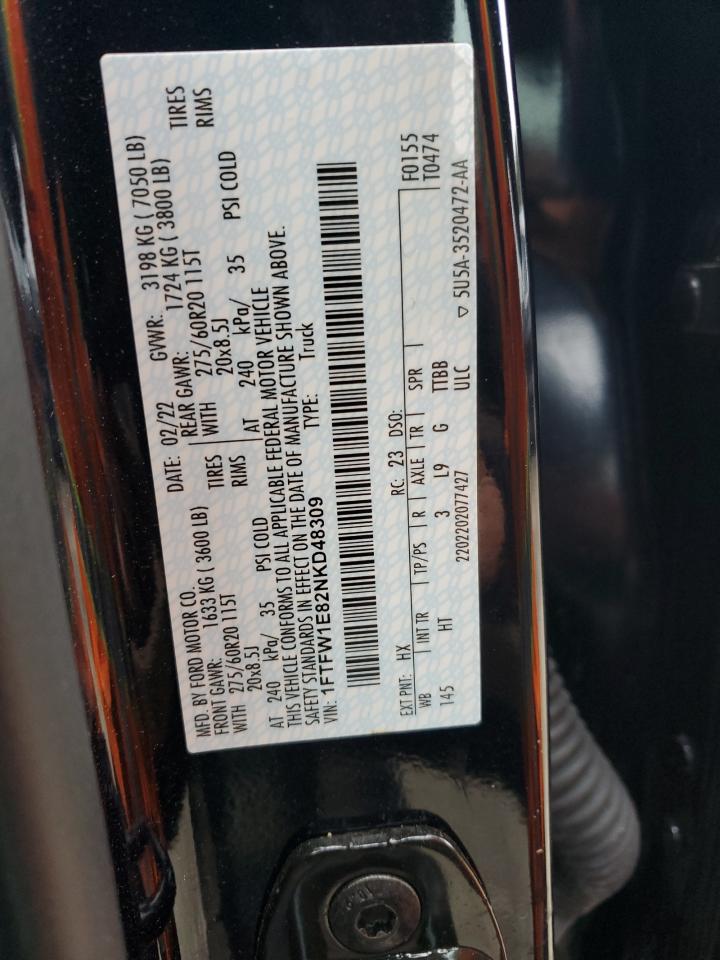 MFD. BY FORD MOTOR CO. DATE: 02/22 GVWR: 3198 KG ( 7050 LB)
FRONT GAWR: 1633 KG ( 3600 LB) REAR GAWR: 1724 KG ( 3800 LB)
WITH 275/60R20 115T TIRES WITH 275/60R20 115T TIRES
20x8.5J RIMS 20x8.5J RIMS
AT 240 kPa/ 35 PSI COLD AT 240 kPa/ 35 PSI COLD
THIS VEHICLE CONFORMS TO ALL APPLICABLE FEDERAL MOTOR VEHICLE
SAFETY STANDARDS IN EFFECT ON THE DATE OF MANUFACTURE SHOWN ABOVE.
VIN: 1FTFW1E82NKD48309 TYPE: Truck
EXT PNT: HX RC: 23 DSO: F0155
WB INT TR TP/PS R AXLE TR SPR T0474
145 HT 3 L9 G TTBB
2202202077427 ULC
▽ 5U5A-3520472-AA